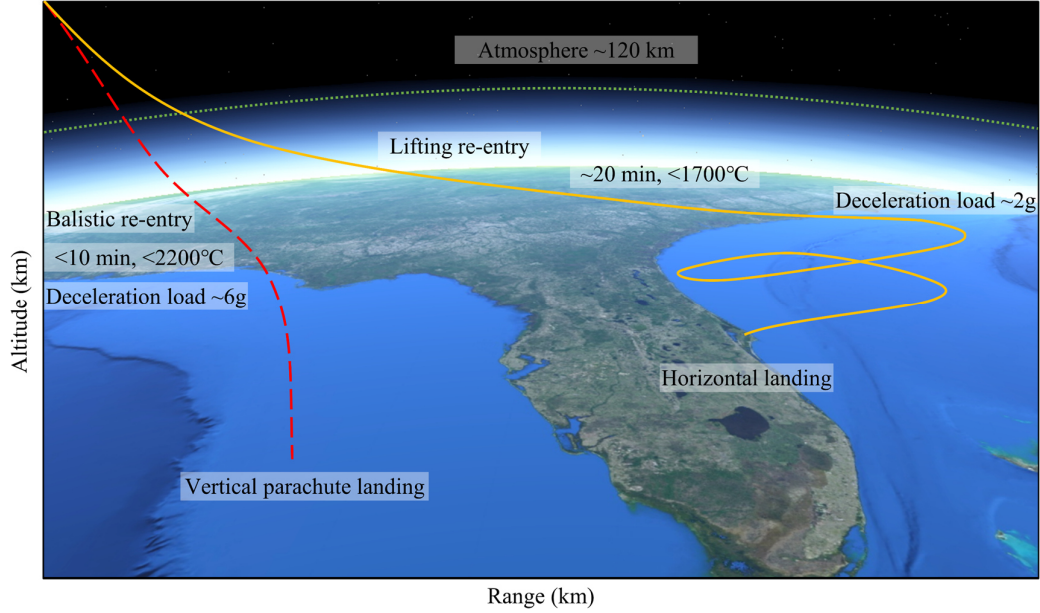 Atmosphere ~120 km
Lifting re-entry
~20 min, <1700℃
Deceleration load ~2g
Balistic re-entry
<10 min, <2200℃
Deceleration load ~6g
Horizontal landing
Vertical parachute landing
Altitude (km)
Range (km)